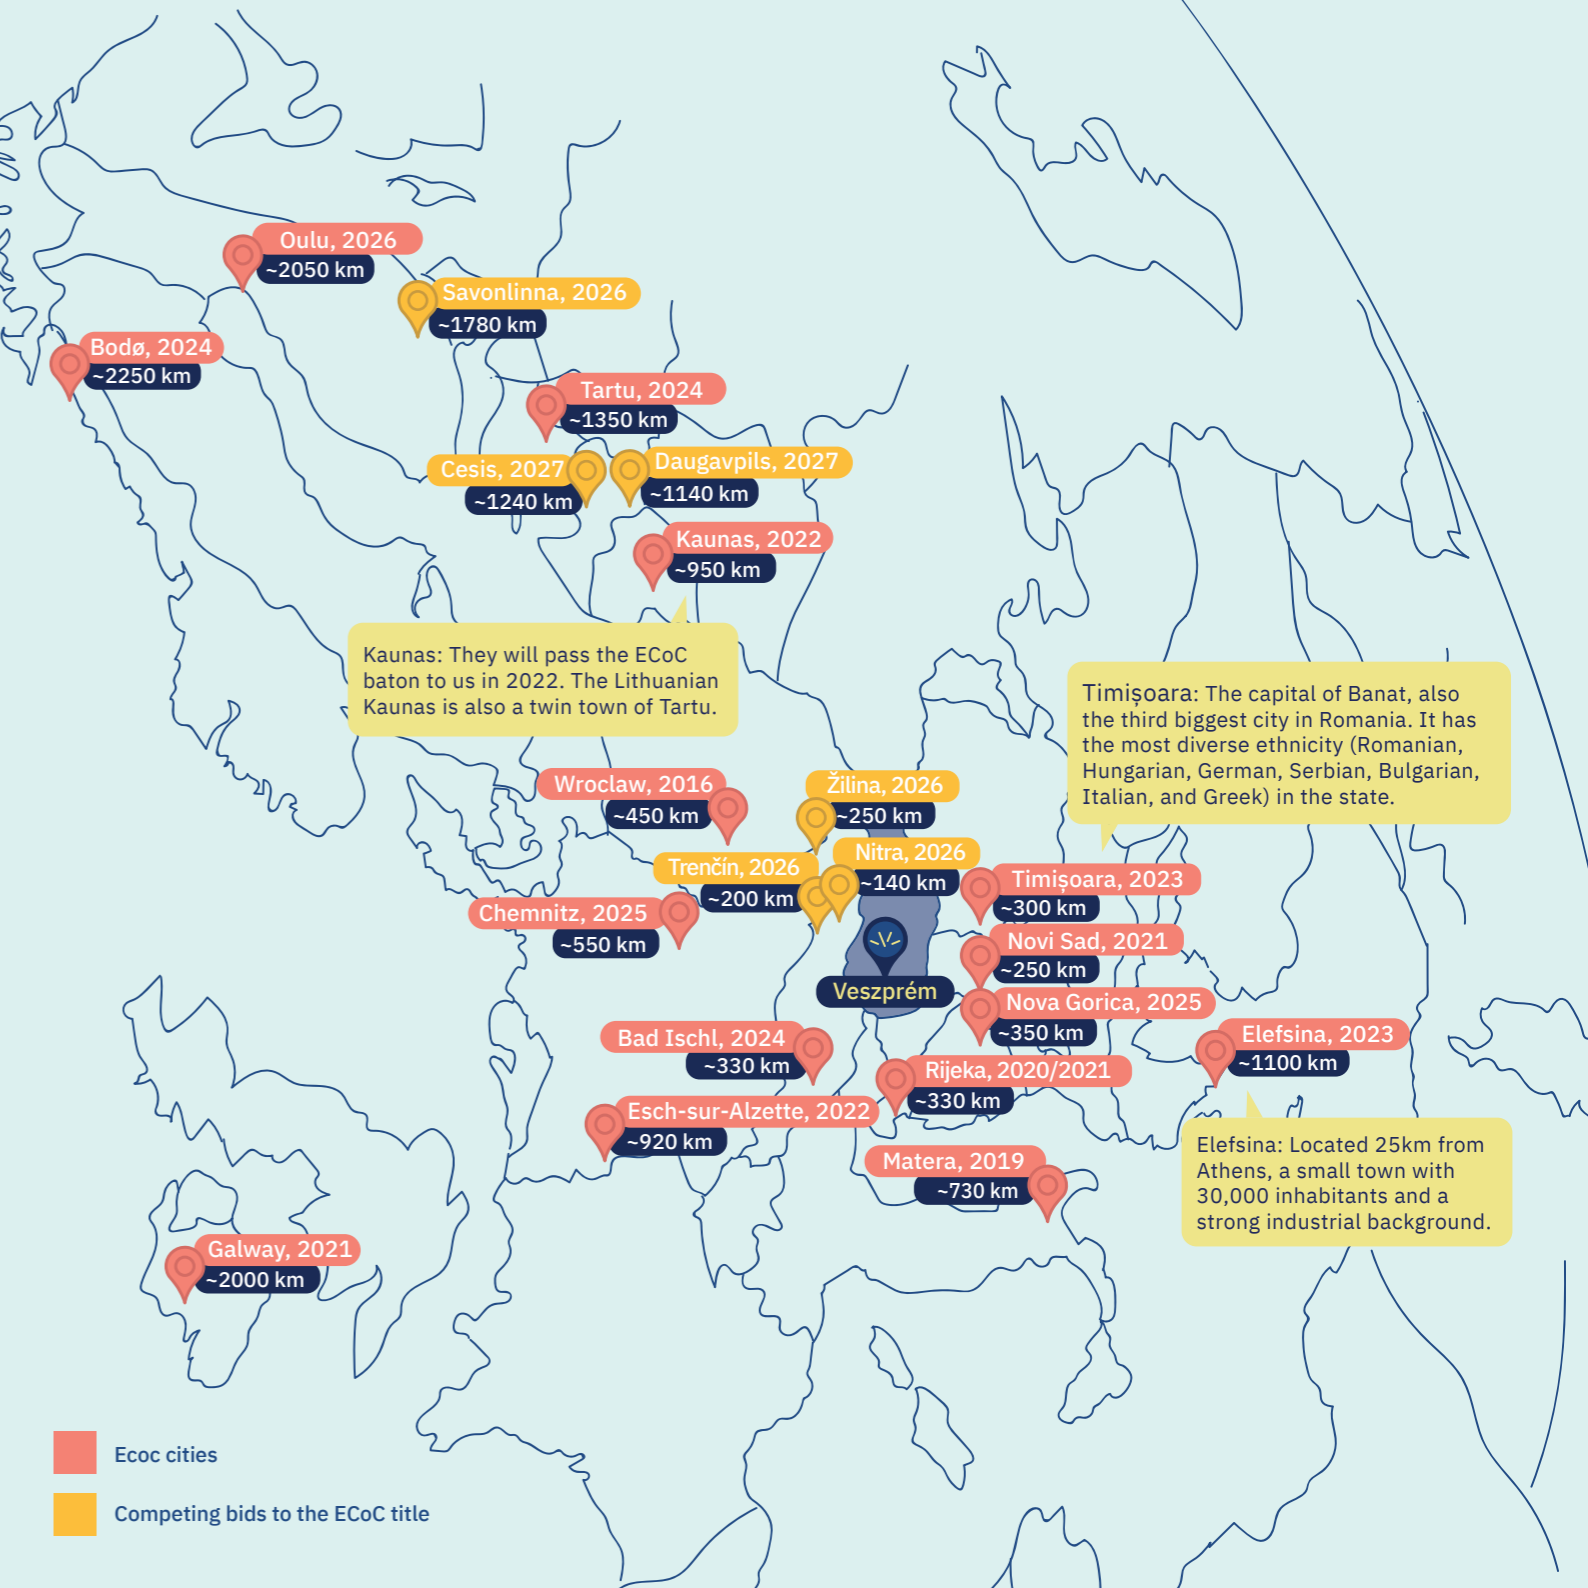 Oulu, 2026
~2050 km
Savonlinna, 2026
~1780 km
Bodø, 2024
~2250 km
Tartu, 2024
~1350 km
Cesis, 2027
~1240 km
Daugavpils, 2027
~1140 km
Kaunas, 2022
~950 km
Kaunas: They will pass the ECoC
baton to us in 2022. The Lithuanian
Kaunas is also a twin town of Tartu.
Timișoara: The capital of Banat, also
the third biggest city in Romania. It has
the most diverse ethnicity (Romanian,
Hungarian, German, Serbian, Bulgarian,
Italian, and Greek) in the state.
Wroclaw, 2016
~450 km
Žilina, 2026
~250 km
Trenčín, 2026
~200 km
Nitra, 2026
~140 km
Timișoara, 2023
~300 km
Chemnitz, 2025
~550 km
Novi Sad, 2021
~250 km
Veszprém
Nova Gorica, 2025
~350 km
Bad Ischl, 2024
~330 km
Elefsina, 2023
~1100 km
Rijeka, 2020/2021
~330 km
Esch-sur-Alzette, 2022
~920 km
Matera, 2019
~730 km
Elefsina: Located 25km from
Athens, a small town with
30,000 inhabitants and a
strong industrial background.
Galway, 2021
~2000 km
Ecoc cities
Competing bids to the ECoC title